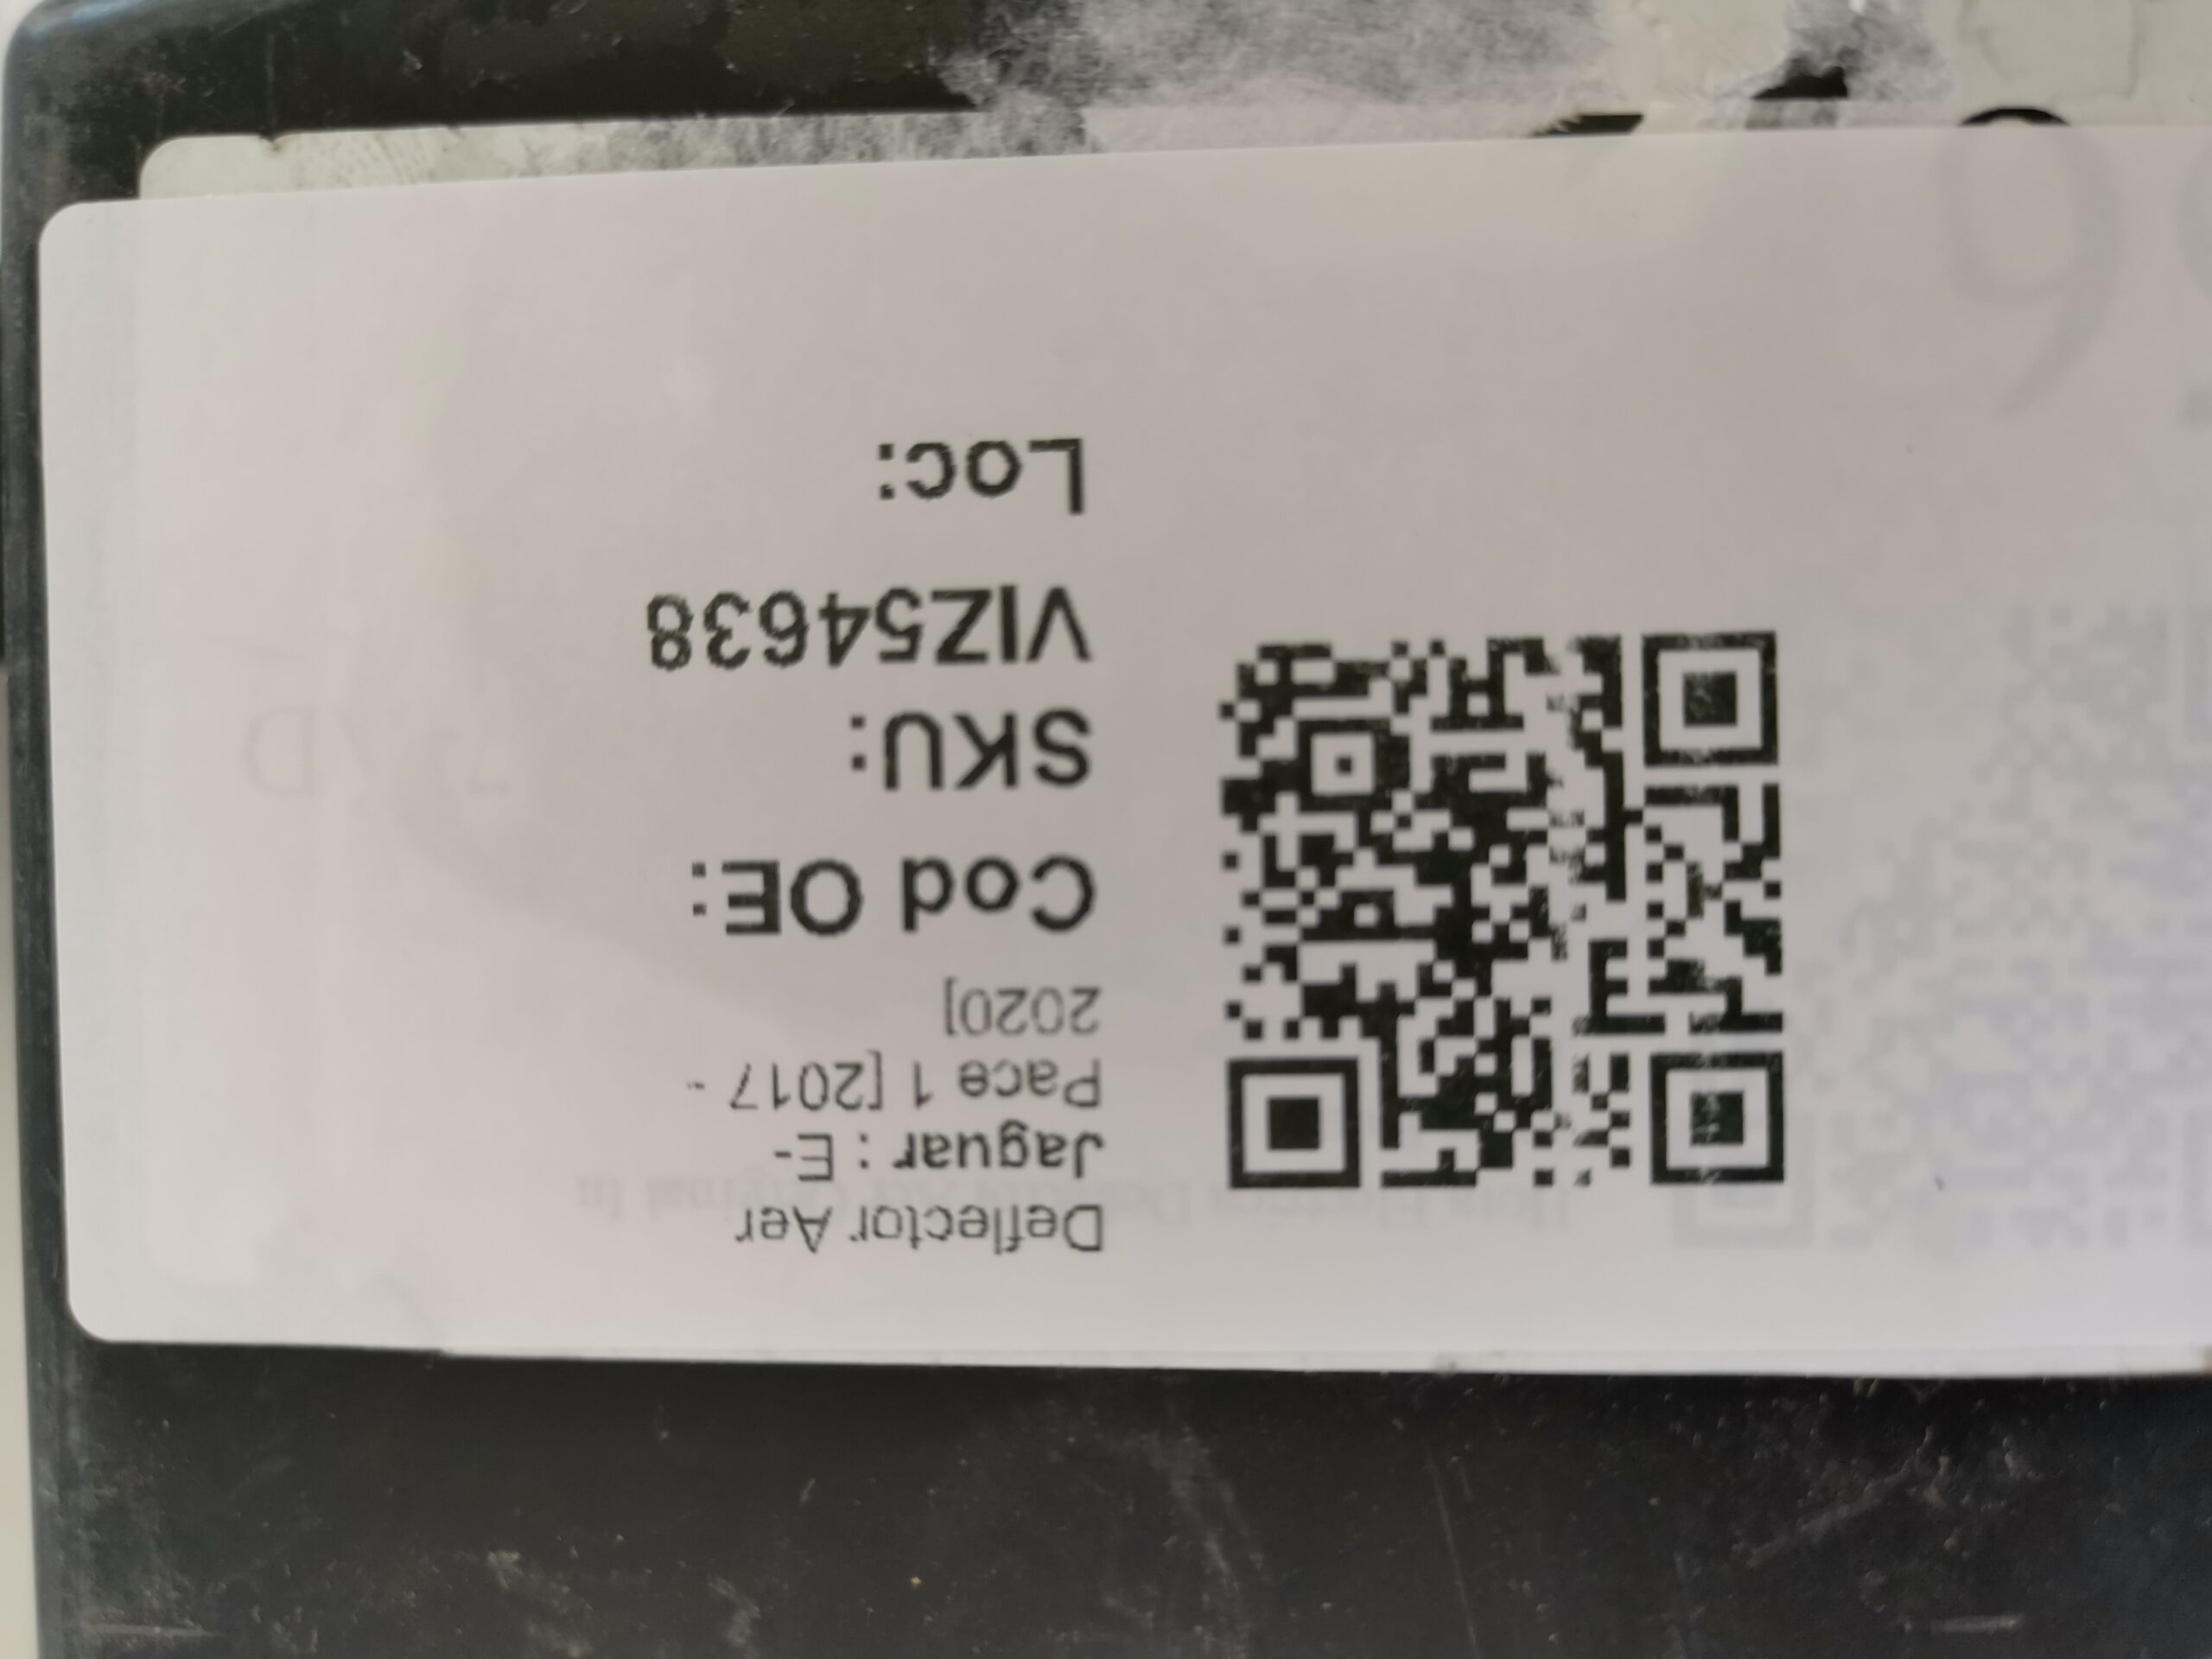 Deflector Aer
Jaguar : E-
Pace 1 [2017 -
2020]
Cod OE:
SKU:
VIZ54638
Loc: